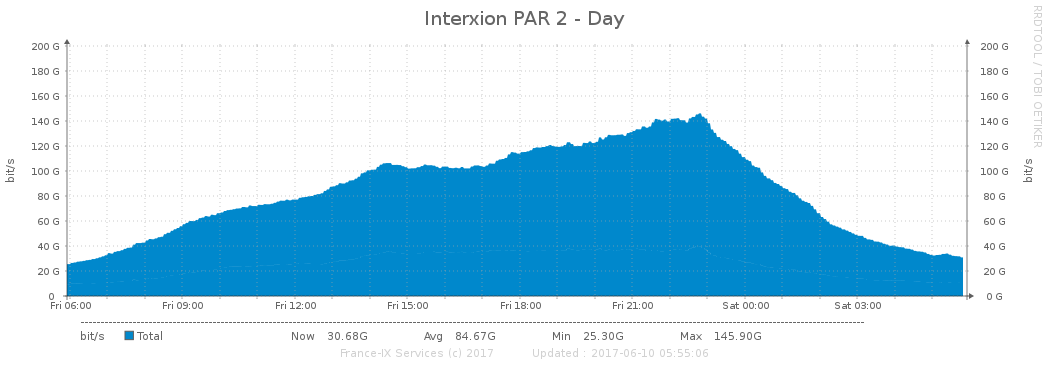 Interxion PAR 2 - Day
RRDTOOL / TOBI OETIKER
200 G 200 G
180 G 180 G
160 G 160 G
140 G 140 G
120 G 120 G
100 G 100 G
80 G 80 G
60 G 60 G
40 G 40 G
20 G 20 G
0 0 G
bit/s bit/s
Fri 06:00 Fri 09:00 Fri 12:00 Fri 15:00 Fri 18:00 Fri 21:00 Sat 00:00 Sat 03:00
bit/s Total Now 30.68G Avg 84.67G Min 25.30G Max 145.90G
France-IX Services (c) 2017 Updated : 2017-06-10 05:55:06